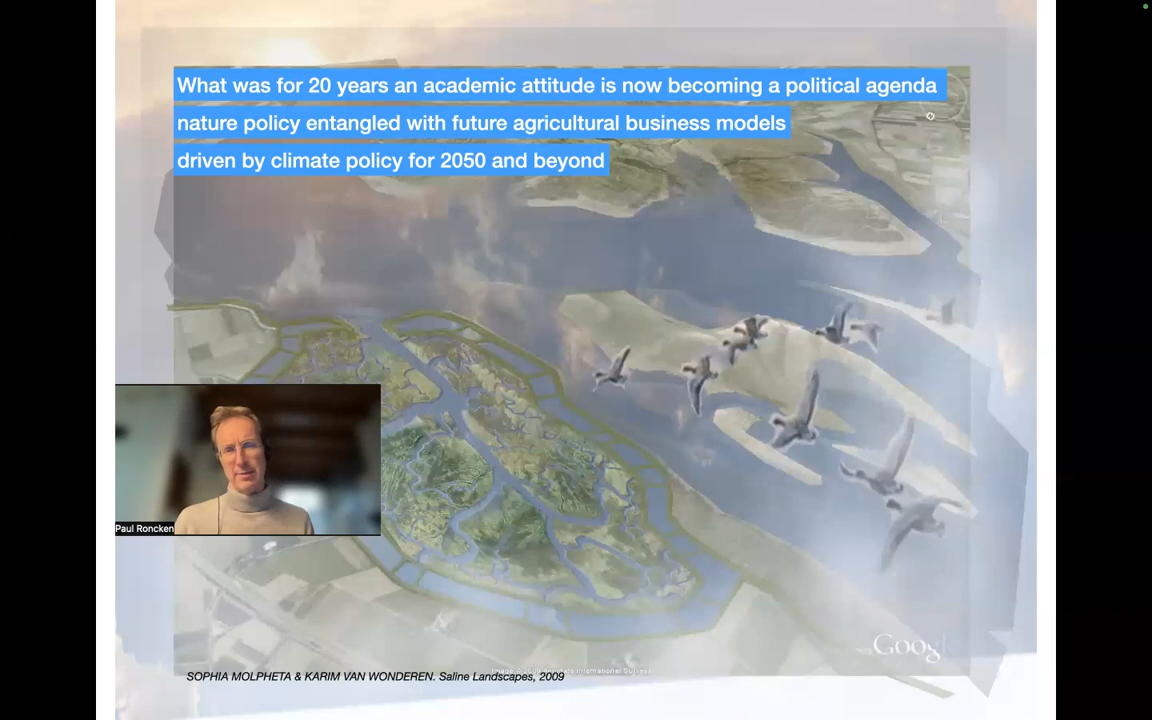 What was for 20 years an academic attitude is now becoming a political agenda
nature policy entangled with future agricultural business models
driven by climate policy for 2050 and beyond
Paul Roncken
Goog
SOPHIA MOLPHETA & KARIM VAN WONDEREN. Saline Landscapes, 2009